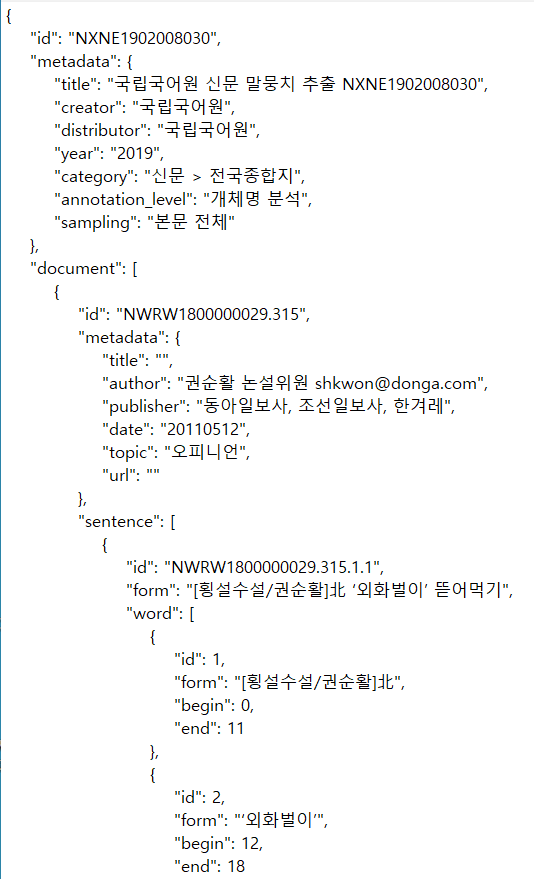 {
"id": "NXNE1902008030",
"metadata": {
"title": "국립국어원 신문 말뭉치 추출 NXNE1902008030",
"creator": "국립국어원",
"distributor": "국립국어원",
"year": "2019",
"category": "신문 > 전국종합지",
"annotation_level": "개체명 분석",
"sampling": "본문 전체"
},
"document": [
{
"id": "NWRW1800000029.315",
"metadata": {
"title": "",
"author": "권순활 논설위원 shkwon@donga.com",
"publisher": "동아일보사, 조선일보사, 한겨레",
"date": "20110512",
"topic": "오피니언",
"url": ""
},
"sentence": [
{
"id": "NWRW1800000029.315.1.1",
"form": "[횡설수설/권순활]北 ‘외화벌이’ 뜯어먹기",
"word": [
{
"id": 1,
"form": "[횡설수설/권순활]北",
"begin": 0,
"end": 11
},
{
"id": 2,
"form": "‘외화벌이’",
"begin": 12,
"end": 18